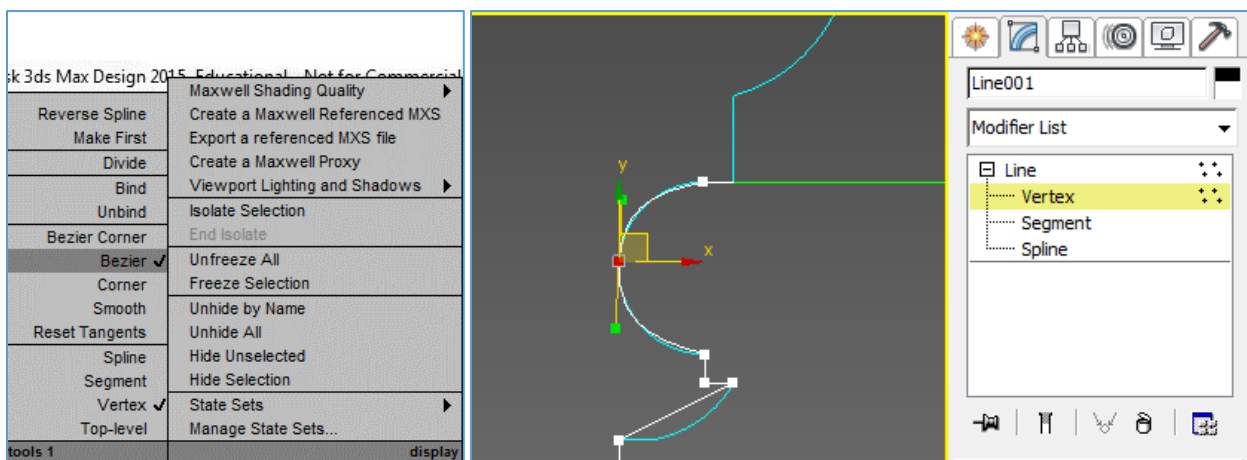 sk 3ds Max Design 2015 Educational - Not for Commercial
Reverse Spline
Make First
Divide
Bind
Unbind
Bezier Corner
Bezier
Corner
Smooth
Reset Tangents
Spline
Segment
Vertex
Top-level
tools 1
Maxwell Shading Quality
Create a Maxwell Referenced MXS
Export a referenced MXS file
Create a Maxwell Proxy
Viewport Lighting and Shadows
Isolate Selection
End Isolate
Unfreeze All
Freeze Selection
Unhide by Name
Unhide All
Hide Unselected
Hide Selection
State Sets
Manage State Sets...
display
y
x
Line001
Modifier List
Line
Vertex
Segment
Spline